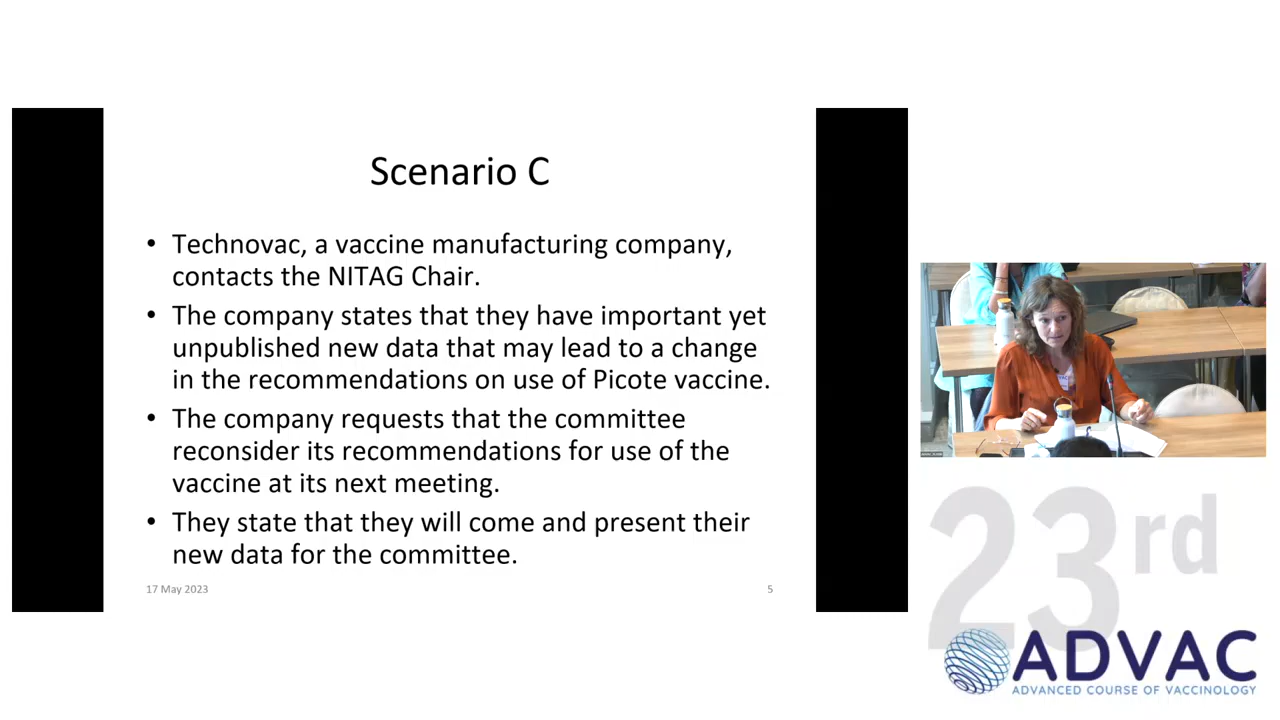 Scenario C
• Technovac, a vaccine manufacturing company,
contacts the NITAG Chair.
• The company states that they have important yet
unpublished new data that may lead to a change
in the recommendations on use of Picote vaccine.
• The company requests that the committee
reconsider its recommendations for use of the
vaccine at its next meeting.
• They state that they will come and present their
new data for the committee.
17 May 2023
5
23rd
ADVAC
ADVANCED COURSE OF VACCINOLOGY